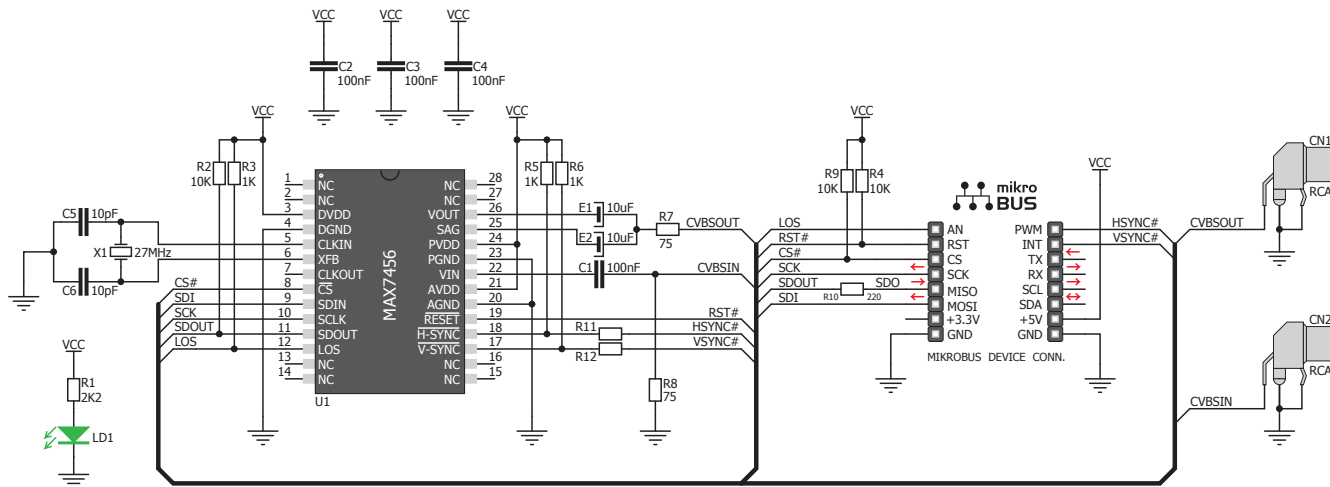 VCC VCC VCC
C2 100nF
C3 100nF
C4 100nF
VCC VCC VCC
R2 10K
R3 1K
R5 1K
R6 1K
R9 10K
R4 10K
VCC
CN1
RCA
C5 10pF
X1 27MHz
C6 10pF
MAX7456
U1
1 NC
2 NC
3 DVDD
4 DGND
5 CLKIN
6 XFB
7 CLKOUT
8 CS
9 SDIN
10 SCLK
11 SDOUT
12 LOS
13 NC
14 NC
28 NC
27 NC
26 VOUT
25 SAG
24 PVDD
23 PGND
22 VIN
21 AVDD
20 AGND
19 RESET
18 H-SYNC
17 V-SYNC
16 NC
15 NC
CS#
SDI
SCK
SDOUT
LOS
VCC
R1
2K2
LD1
E1 10uF
E2 10uF
C1 100nF
R7
75
CVBSOUT
CVBSIN
RST#
R11 HSYNC#
R12 VSYNC#
R8
75
LOS
RST#
CS#
SCK
SDOUT SDO
R10 220
SDI
mikro
BUS
AN PWM
RST INT
CS TX
SCK RX
MISO SCL
MOSI SDA
+3.3V +5V
GND GND
MIKROBUS DEVICE CONN.
HSYNC#
VSYNC#
CVBSOUT
CN2
RCA
CVBSIN